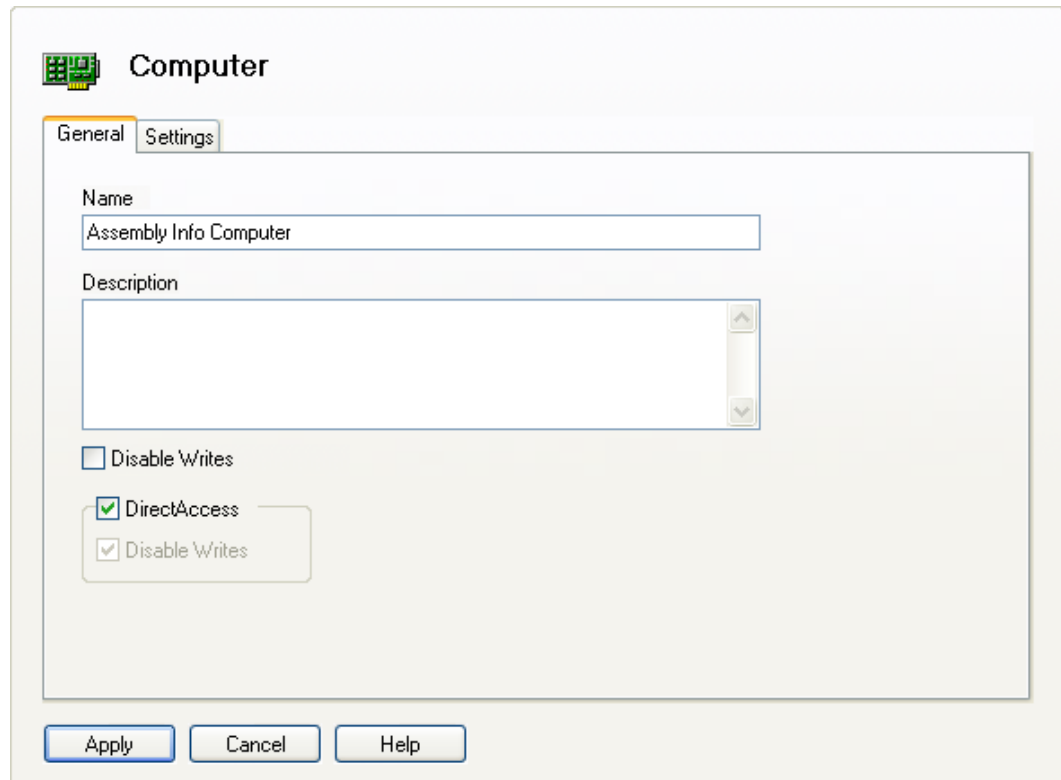 Computer
General Settings
Name
Assembly Info Computer
Description
Disable Writes
DirectAccess
Disable Writes
Apply Cancel Help